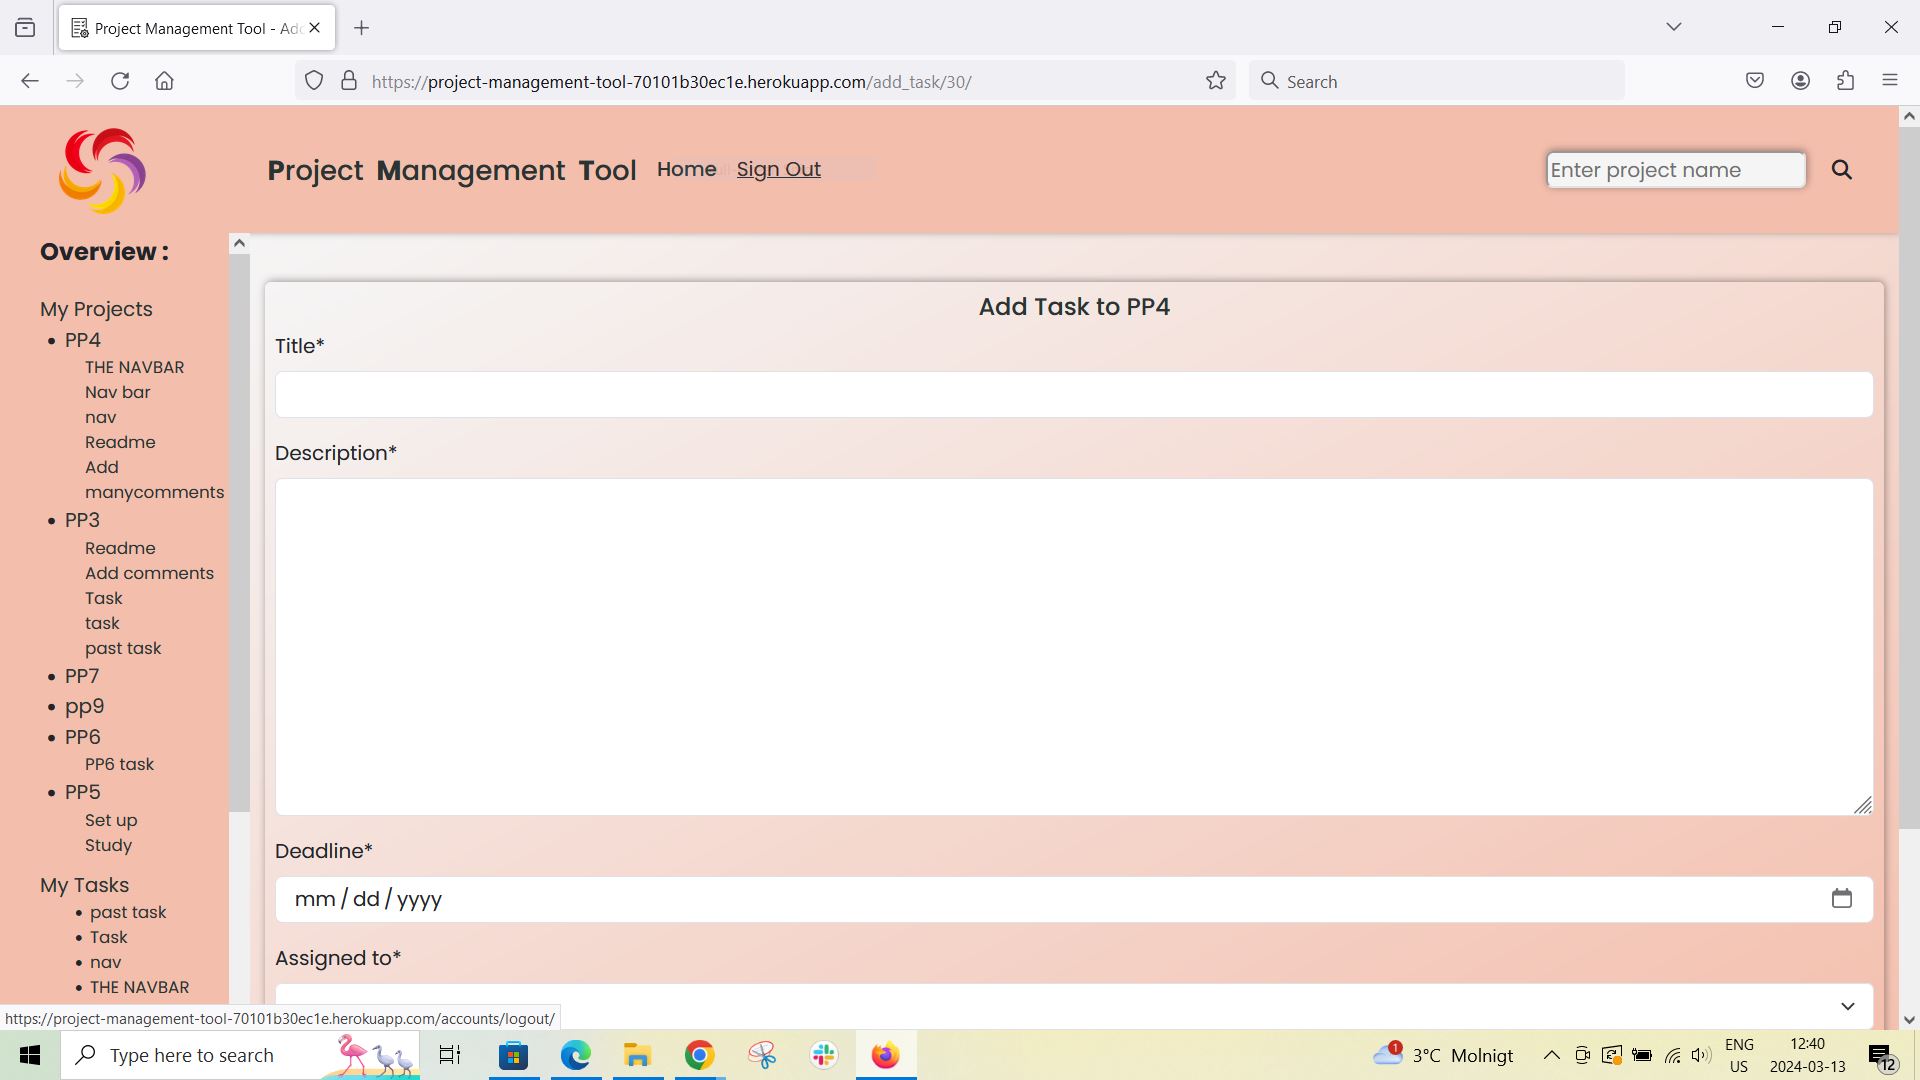 Project Management Tool - Add
https://project-management-tool-70101b30ec1e.herokuapp.com/add_task/30/
Search
Project Management Tool
Home
Sign Out
Enter project name
Overview :
My Projects
PP4
THE NAVBAR
Nav bar
nav
Readme
Add
manycomments
PP3
Readme
Add comments
Task
task
past task
PP7
pp9
PP6
PP6 task
PP5
Set up
Study
My Tasks
past task
Task
nav
THE NAVBAR
Add Task to PP4
Title*
Description*
Deadline*
mm / dd / yyyy
Assigned to*
https://project-management-tool-70101b30ec1e.herokuapp.com/accounts/logout/
Type here to search
1
3°C Molnigt
ENG
US
12:40
2024-03-13
12